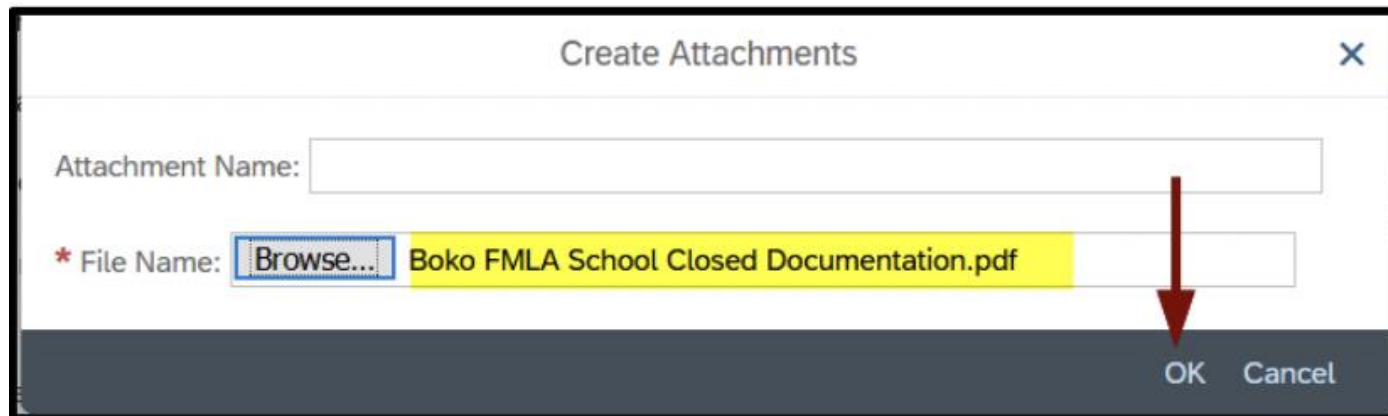 Create Attachments
Attachment Name:
* File Name: Browse... Boko FMLA School Closed Documentation.pdf
OK Cancel